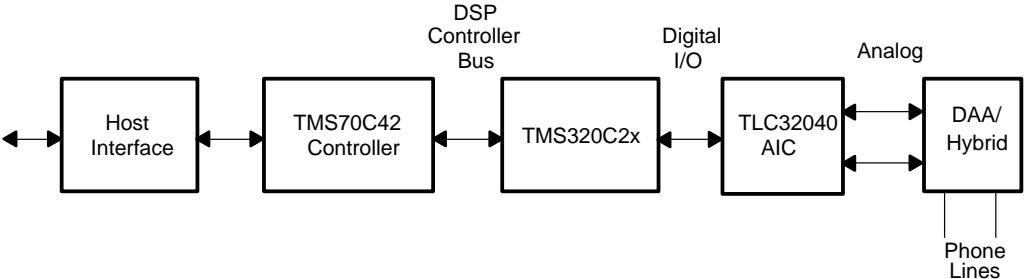 DSP
Controller
Bus
Digital
I/O
Analog
Host
Interface
TMS70C42
Controller
TMS320C2x
TLC32040
AIC
DAA/
Hybrid
Phone
Lines